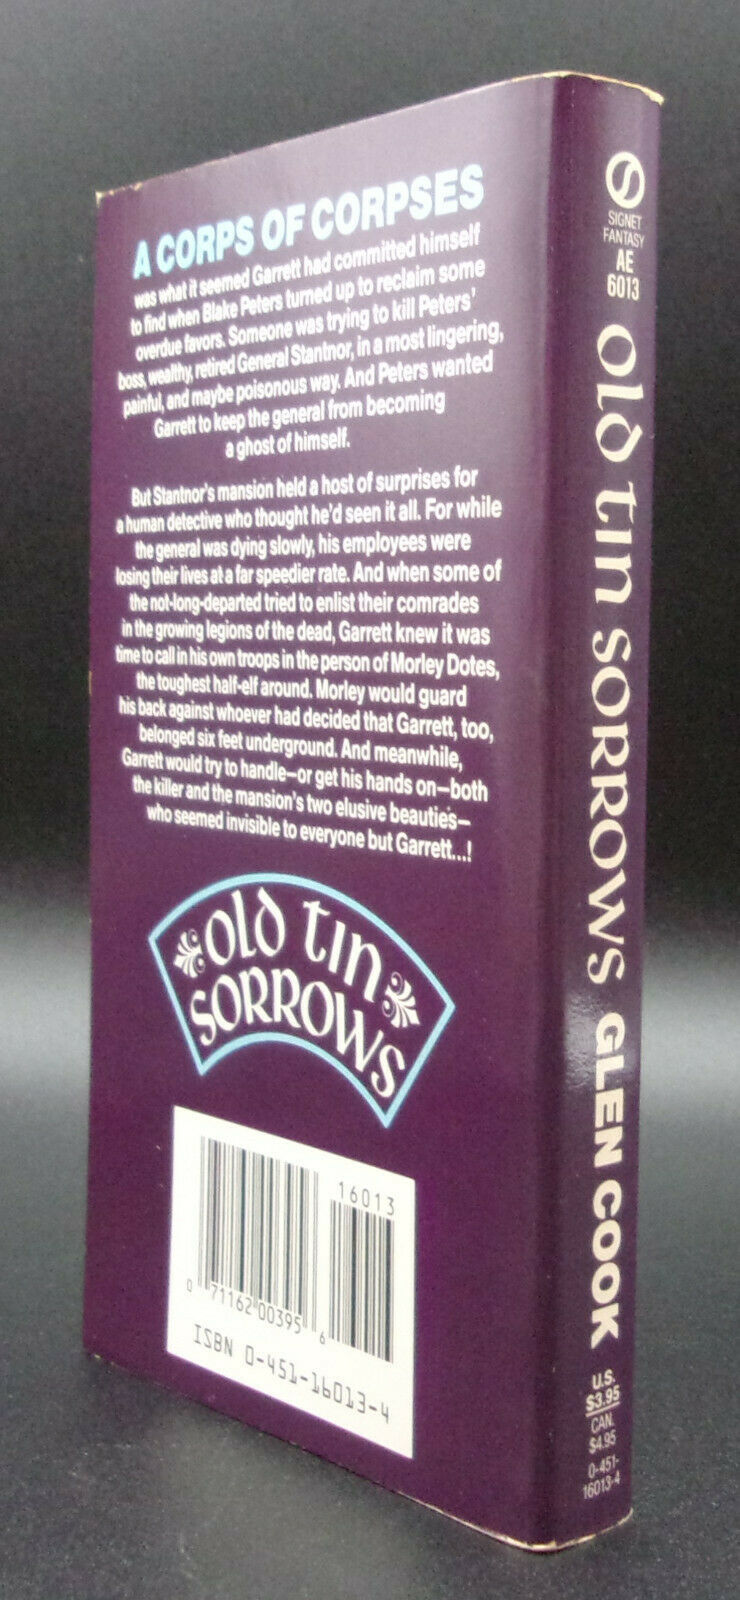 A CORPS OF CORPSES
was what it seemed Garrett had committed himself
to find when Blake Peters turned up to reclaim some
overdue favors. Someone was trying to kill Peters'
boss, wealthy, retired General Stantnor, in a most lingering,
painful, and maybe poisonous way. And Peters wanted
Garrett to keep the general from becoming
a ghost of himself.
But Stantnor's mansion held a host of surprises for
a human detective who thought he'd seen it all. For while
the general was dying slowly, his employees were
losing their lives at a far speedier rate. And when some of
the not-long-departed tried to enlist their comrades
in the growing legions of the dead, Garrett knew it was
time to call in his own troops in the person of Morley Dotes,
the toughest half-elf around. Morley would guard
his back against whoever had decided that Garrett, too,
belonged six feet underground. And meanwhile,
Garrett would try to handle—or get his hands on—both
the killer and the mansion's two elusive beauties—
who seemed invisible to everyone but Garrett...!
OLD TIN
SORROWS
16013
0 71162 00395 6
ISBN 0-451-16013-4
S
SIGNET
FANTASY
AE
6013
OLD TIN SORROWS GLEN COOK
U.S.
$3.95
CAN.
$4.95
0-451-
16013-4